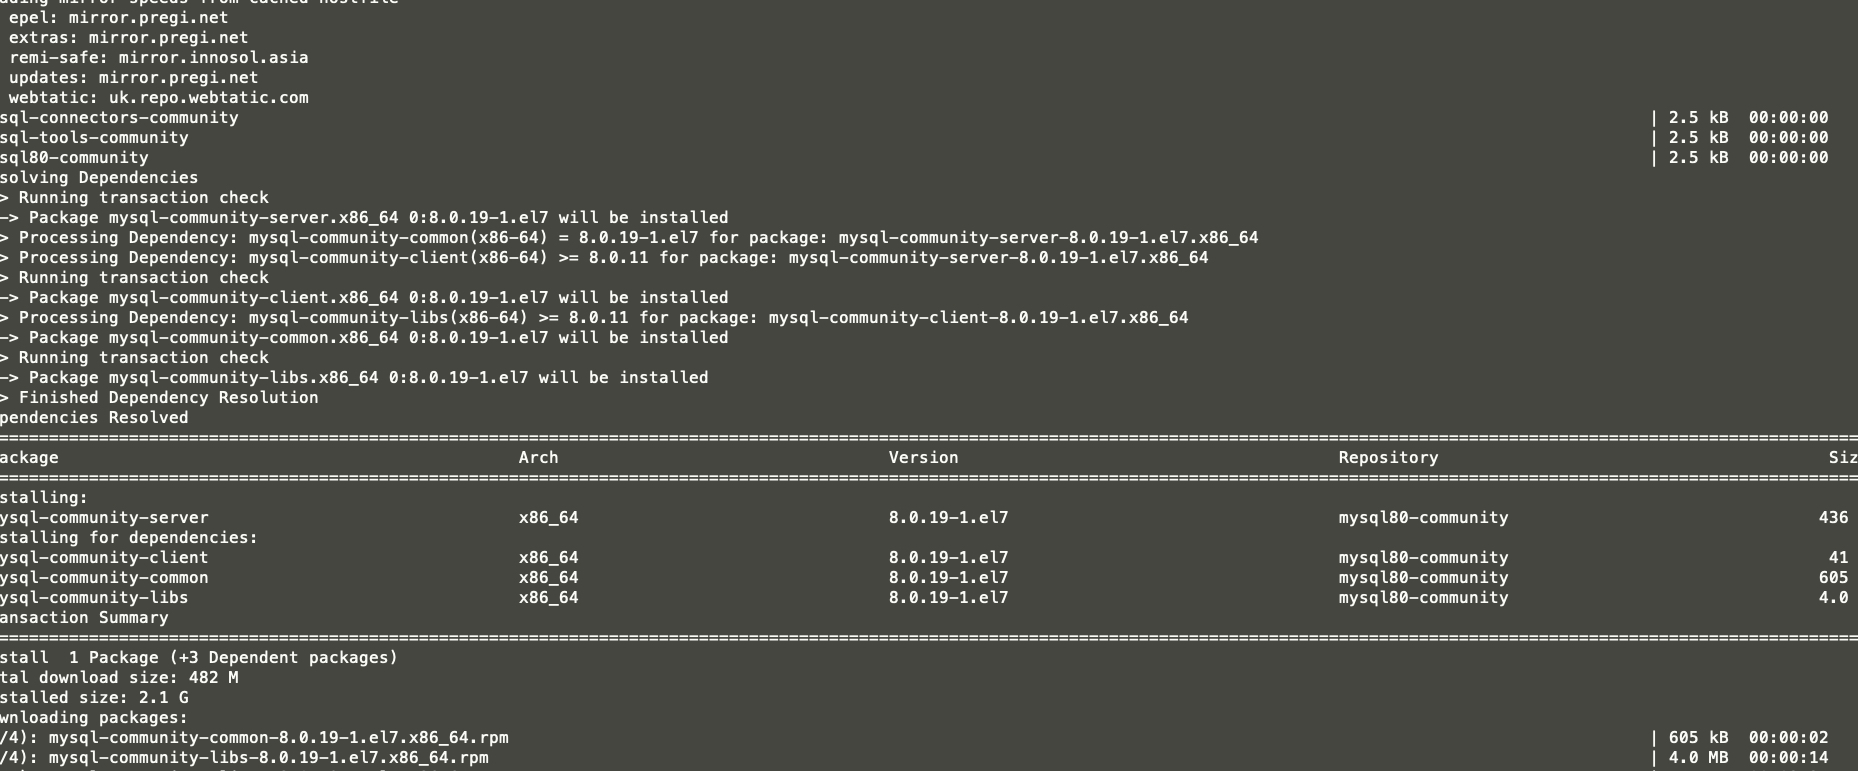 ading mirror speeds from cached hostfile
epel: mirror.pregi.net
extras: mirror.pregi.net
remi-safe: mirror.innosol.asia
updates: mirror.pregi.net
webtatic: uk.repo.webtatic.com
sql-connectors-community | 2.5 kB 00:00:00
sql-tools-community | 2.5 kB 00:00:00
sql80-community | 2.5 kB 00:00:00
solving Dependencies
> Running transaction check
-> Package mysql-community-server.x86_64 0:8.0.19-1.el7 will be installed
> Processing Dependency: mysql-community-common(x86-64) = 8.0.19-1.el7 for package: mysql-community-server-8.0.19-1.el7.x86_64
> Processing Dependency: mysql-community-client(x86-64) >= 8.0.11 for package: mysql-community-server-8.0.19-1.el7.x86_64
> Running transaction check
-> Package mysql-community-client.x86_64 0:8.0.19-1.el7 will be installed
> Processing Dependency: mysql-community-libs(x86-64) >= 8.0.11 for package: mysql-community-client-8.0.19-1.el7.x86_64
-> Package mysql-community-common.x86_64 0:8.0.19-1.el7 will be installed
> Running transaction check
-> Package mysql-community-libs.x86_64 0:8.0.19-1.el7 will be installed
> Finished Dependency Resolution
pendencies Resolved
ackage Arch Version Repository Siz
stalling:
ysql-community-server x86_64 8.0.19-1.el7 mysql80-community 436
stalling for dependencies:
ysql-community-client x86_64 8.0.19-1.el7 mysql80-community 41
ysql-community-common x86_64 8.0.19-1.el7 mysql80-community 605
ysql-community-libs x86_64 8.0.19-1.el7 mysql80-community 4.0
ansaction Summary
stall 1 Package (+3 Dependent packages)
tal download size: 482 M
stalled size: 2.1 G
wnloading packages:
/4): mysql-community-common-8.0.19-1.el7.x86_64.rpm | 605 kB 00:00:02
/4): mysql-community-libs-8.0.19-1.el7.x86_64.rpm | 4.0 MB 00:00:14